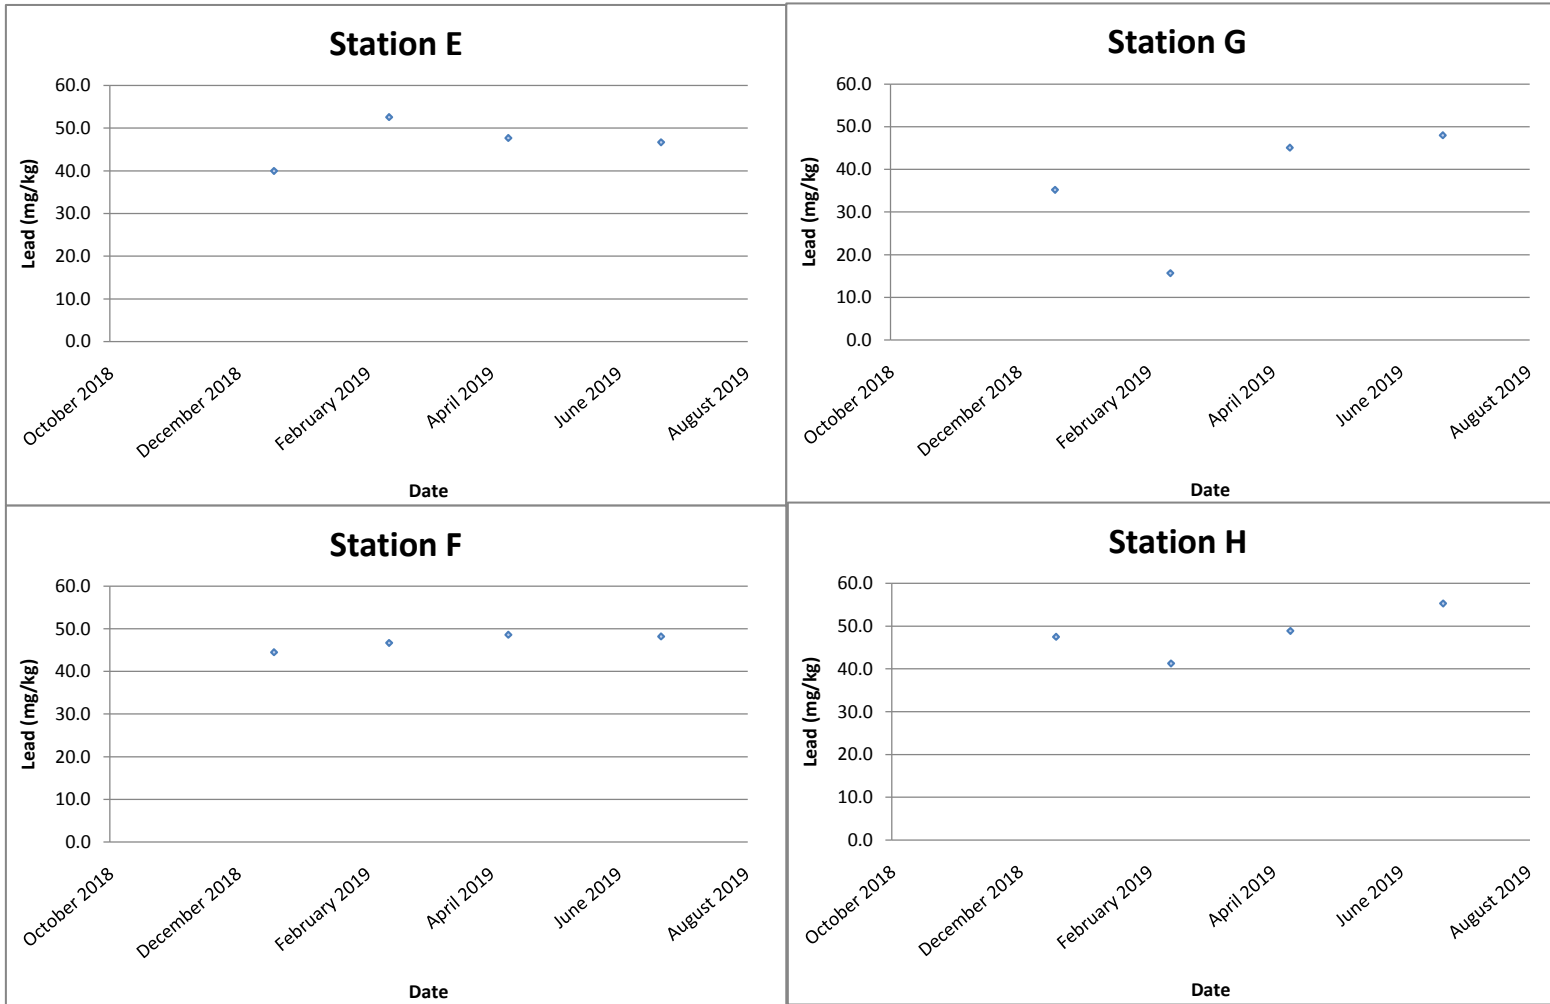 Station E
60.0
50.0
40.0
30.0
20.0
10.0
0.0
Lead (mg/kg)
October 2018
December 2018
February 2019
April 2019
June 2019
August 2019
Date
Station G
60.0
50.0
40.0
30.0
20.0
10.0
0.0
Lead (mg/kg)
October 2018
December 2018
February 2019
April 2019
June 2019
August 2019
Date
Station F
60.0
50.0
40.0
30.0
20.0
10.0
0.0
Lead (mg/kg)
October 2018
December 2018
February 2019
April 2019
June 2019
August 2019
Date
Station H
60.0
50.0
40.0
30.0
20.0
10.0
0.0
Lead (mg/kg)
October 2018
December 2018
February 2019
April 2019
June 2019
August 2019
Date